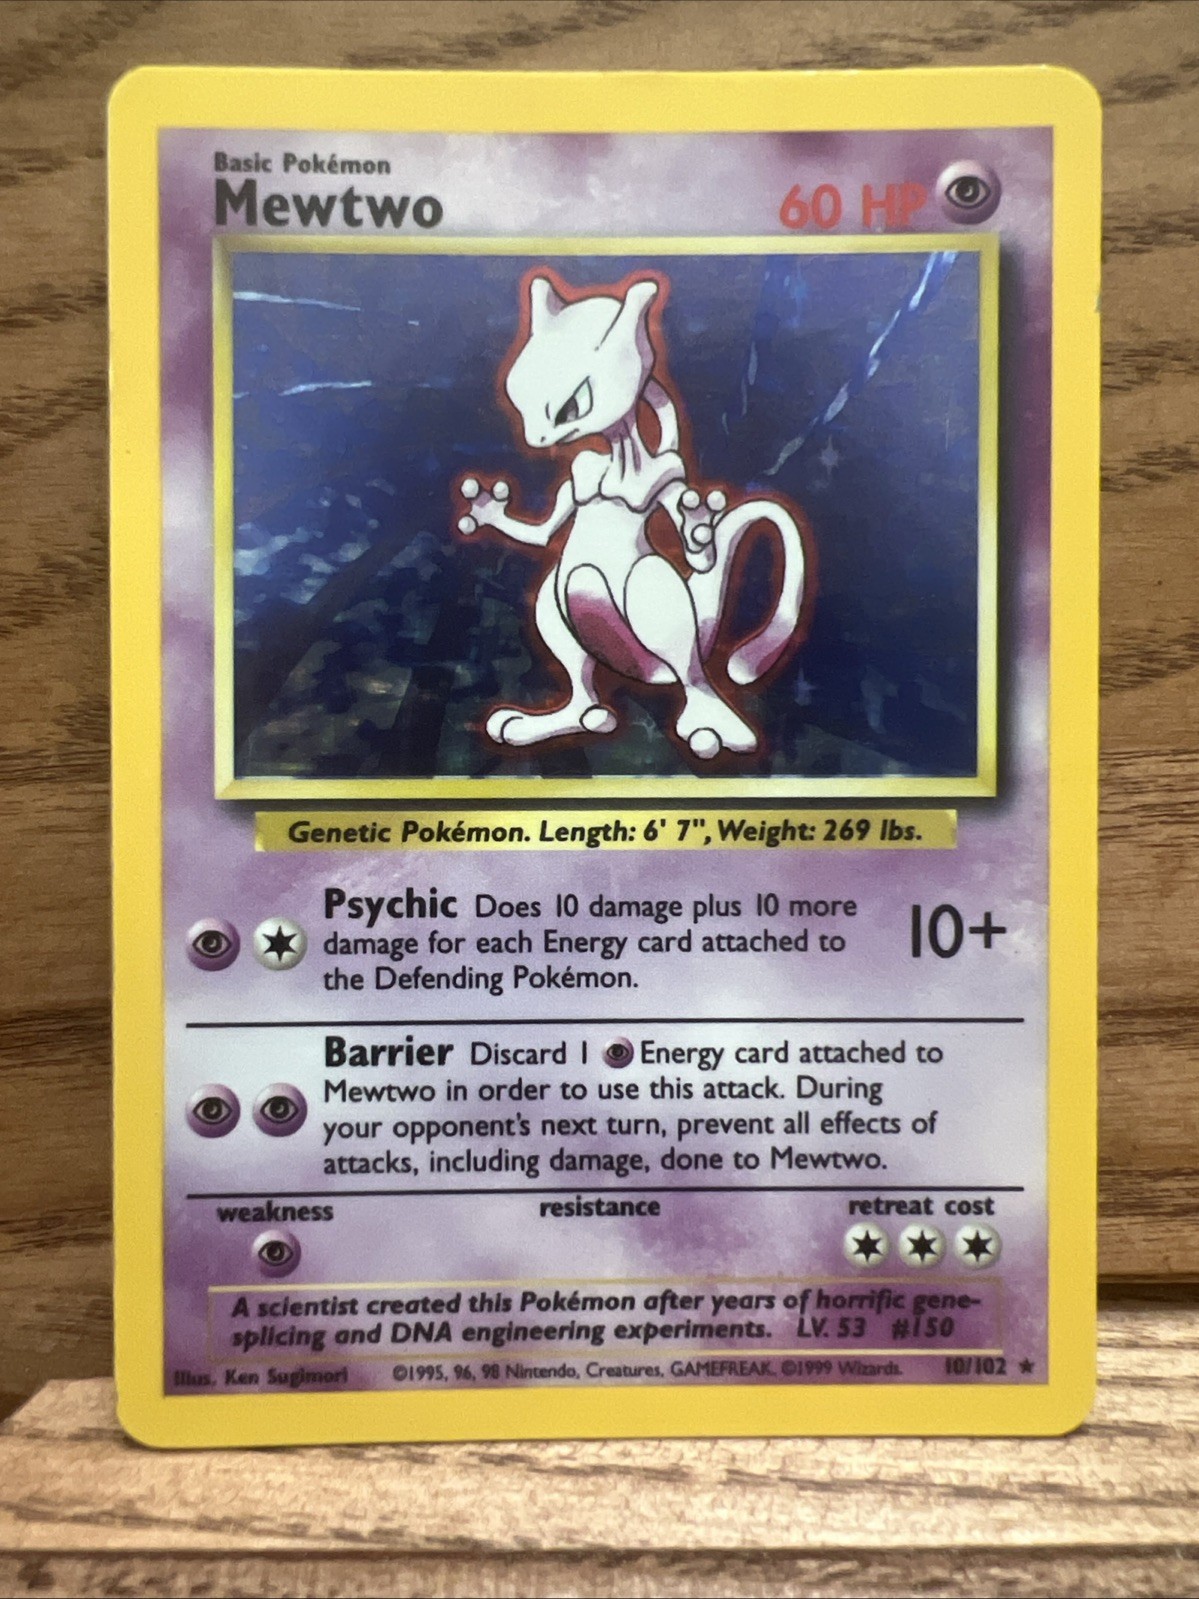 Basic Pokémon
Mewtwo
60 HP
Genetic Pokémon. Length: 6' 7", Weight: 269 lbs.
Psychic Does 10 damage plus 10 more
damage for each Energy card attached to
the Defending Pokémon.
10+
Barrier Discard 1 Energy card attached to
Mewtwo in order to use this attack. During
your opponent's next turn, prevent all effects of
attacks, including damage, done to Mewtwo.
weakness resistance retreat cost
A scientist created this Pokémon after years of horrific gene-
splicing and DNA engineering experiments. LV. 53 #150
Illus. Ken Sugimori ©1995, 96, 98 Nintendo, Creatures, GAMEFREAK. ©1999 Wizards. 10/102 ★